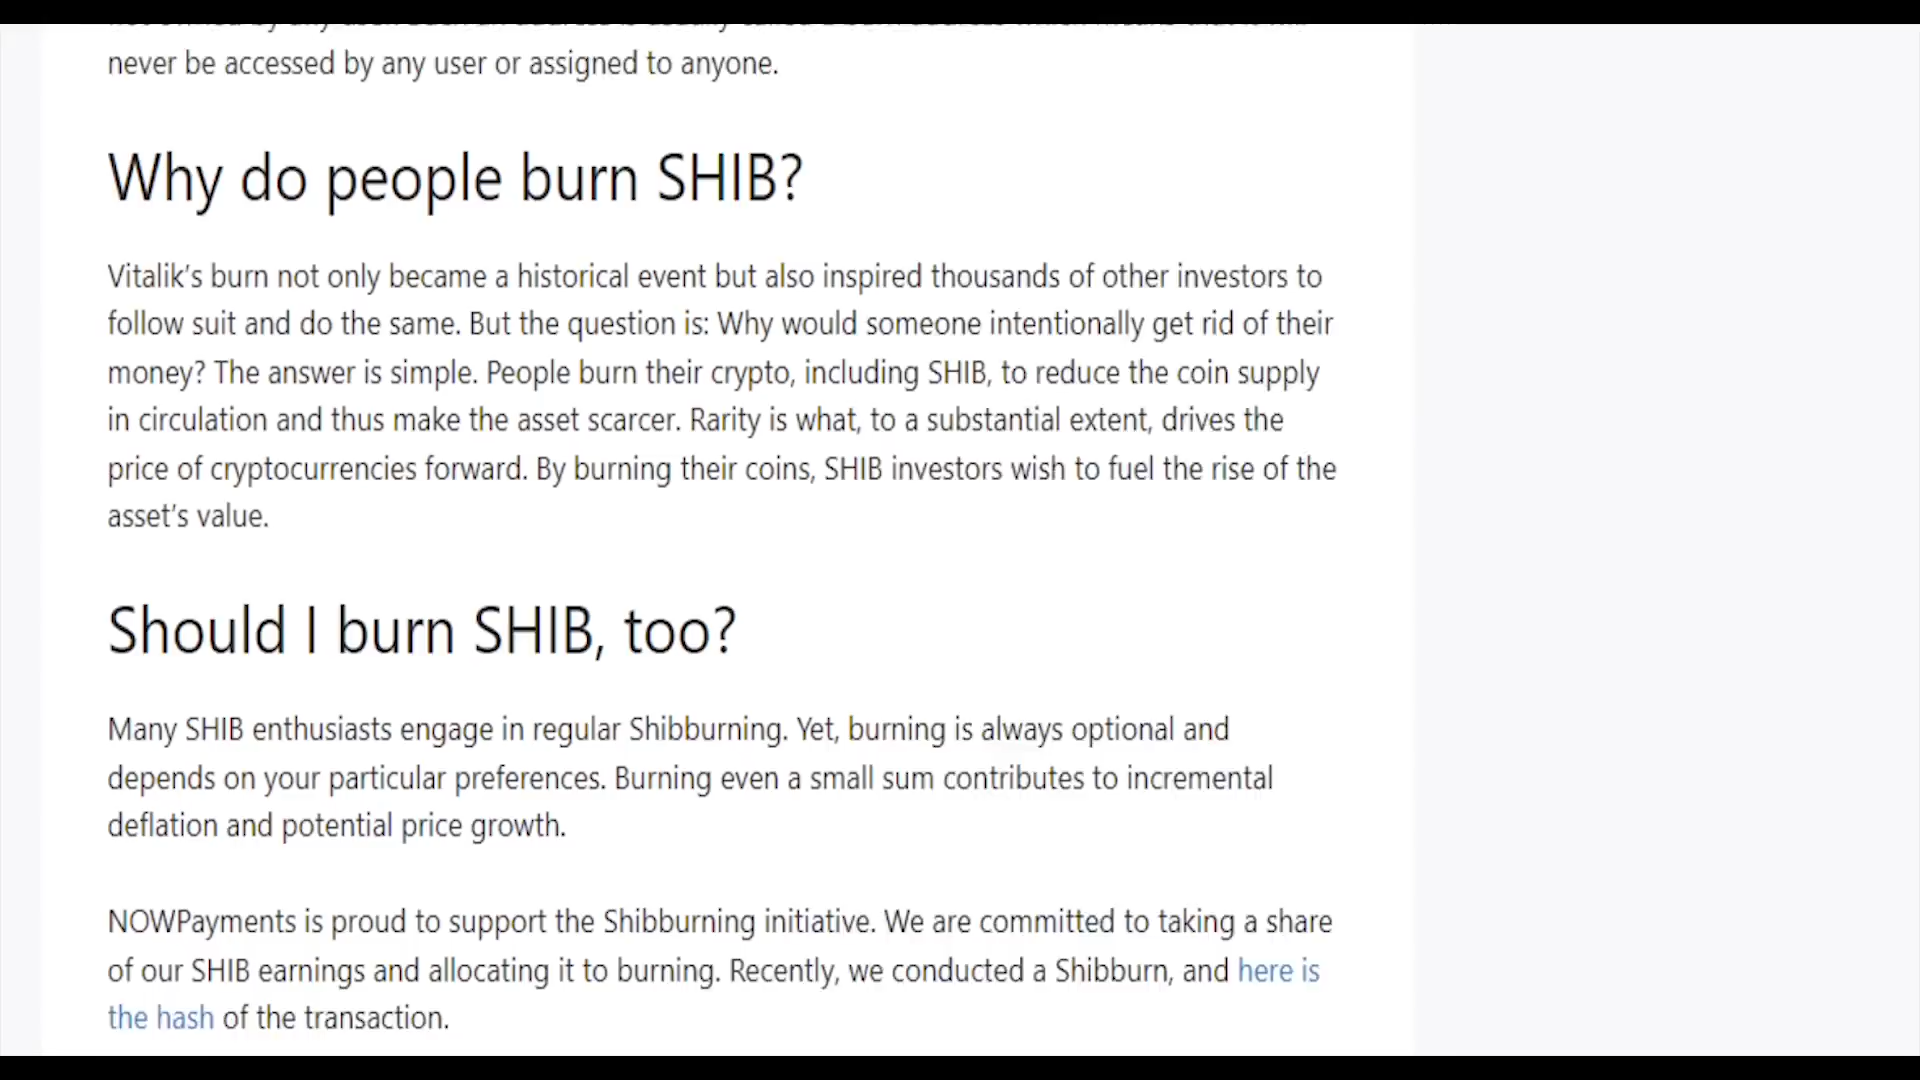 never be accessed by any user or assigned to anyone.
Why do people burn SHIB?
Vitalik's burn not only became a historical event but also inspired thousands of other investors to
follow suit and do the same. But the question is: Why would someone intentionally get rid of their
money? The answer is simple. People burn their crypto, including SHIB, to reduce the coin supply
in circulation and thus make the asset scarcer. Rarity is what, to a substantial extent, drives the
price of cryptocurrencies forward. By burning their coins, SHIB investors wish to fuel the rise of the
asset's value.
Should I burn SHIB, too?
Many SHIB enthusiasts engage in regular Shibburning. Yet, burning is always optional and
depends on your particular preferences. Burning even a small sum contributes to incremental
deflation and potential price growth.
NOWPayments is proud to support the Shibburning initiative. We are committed to taking a share
of our SHIB earnings and allocating it to burning. Recently, we conducted a Shibburn, and here is
the hash of the transaction.